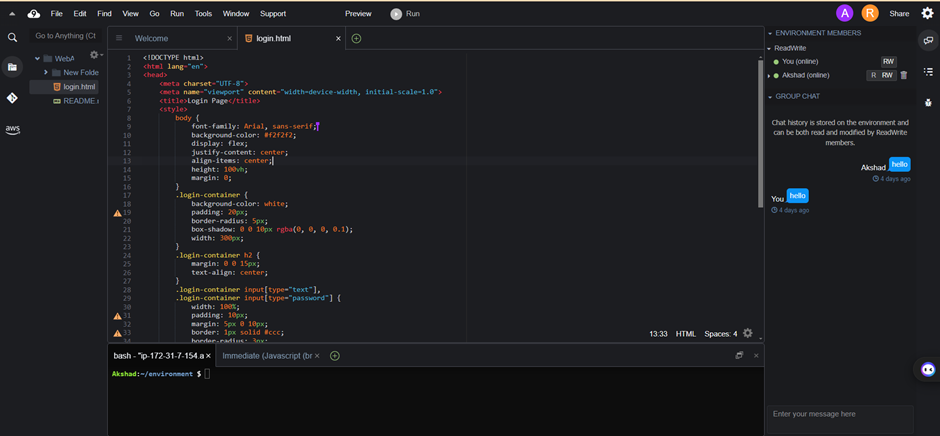 File Edit Find View Go Run Tools Window Support Preview Run A R Share
Go to Anything (Ct
WebA
New Folde
login.html
README.
aws
Welcome × login.html ×
1 <!DOCTYPE html>
2 <html lang="en">
3 <head>
4 <meta charset="UTF-8">
5 <meta name="viewport" content="width=device-width, initial-scale=1.0">
6 <title>Login Page</title>
7 <style>
8 body {
9 font-family: Arial, sans-serif;
10 background-color: #f2f2f2;
11 display: flex;
12 justify-content: center;
13 align-items: center;
14 height: 100vh;
15 margin: 0;
16 }
17 .login-container {
18 background-color: white;
19 padding: 20px;
20 border-radius: 5px;
21 box-shadow: 0 0 10px rgba(0, 0, 0, 0.1);
22 width: 300px;
23 }
24 .login-container h2 {
25 margin: 0 0 15px;
26 text-align: center;
27 }
28 .login-container input[type="text"],
29 .login-container input[type="password"] {
30 width: 100%;
31 padding: 10px;
32 margin: 5px 0 10px;
33 border: 1px solid #ccc;
34 border-radius: 3px;
13:33 HTML Spaces: 4
bash - "ip-172-31-7-154.a × Immediate (Javascript (br ×
Akshad:~/environment $
ENVIRONMENT MEMBERS
ReadWrite
You (online) RW
Akshad (online) R RW
GROUP CHAT
Chat history is stored on the environment and
can be both read and modified by ReadWrite
members.
Akshad hello
4 days ago
You hello
4 days ago
Enter your message here